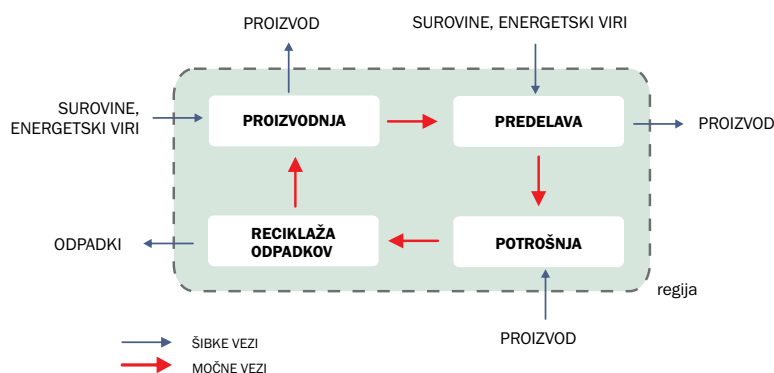 PROIZVOD
SUROVINE, ENERGETSKI VIRI
SUROVINE,
ENERGETSKI VIRI
PROIZVODNJA
PREDELAVA
PROIZVOD
ODPADKI
RECIKLAŽA
ODPADKOV
POTROŠNJA
regija
PROIZVOD
ŠIBKE VEZI
MOČNE VEZI